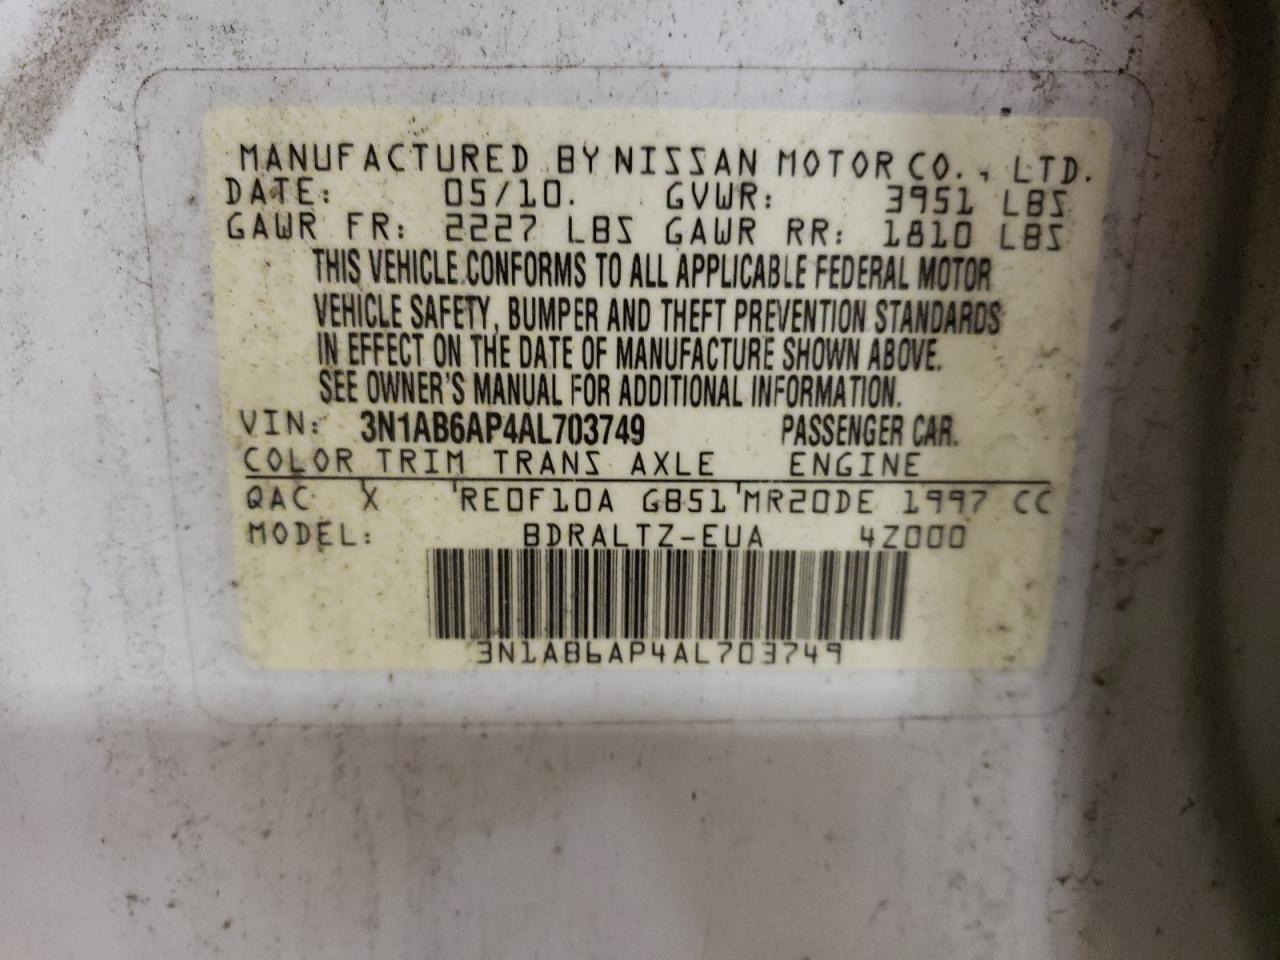 MANUFACTURED BY NISSAN MOTOR CO., LTD.
DATE: 05/10. GVWR: 3951 LBS
GAWR FR: 2227 LBS GAWR RR: 1810 LBS
THIS VEHICLE CONFORMS TO ALL APPLICABLE FEDERAL MOTOR
VEHICLE SAFETY, BUMPER AND THEFT PREVENTION STANDARDS
IN EFFECT ON THE DATE OF MANUFACTURE SHOWN ABOVE.
SEE OWNER'S MANUAL FOR ADDITIONAL INFORMATION.
VIN: 3N1AB6AP4AL703749 PASSENGER CAR.
COLOR TRIM TRANS AXLE ENGINE
QAC X RE0F10A GB51 MR20DE 1997 CC
MODEL: BDRALTZ-EUA 4Z000
3N1AB6AP4AL703749